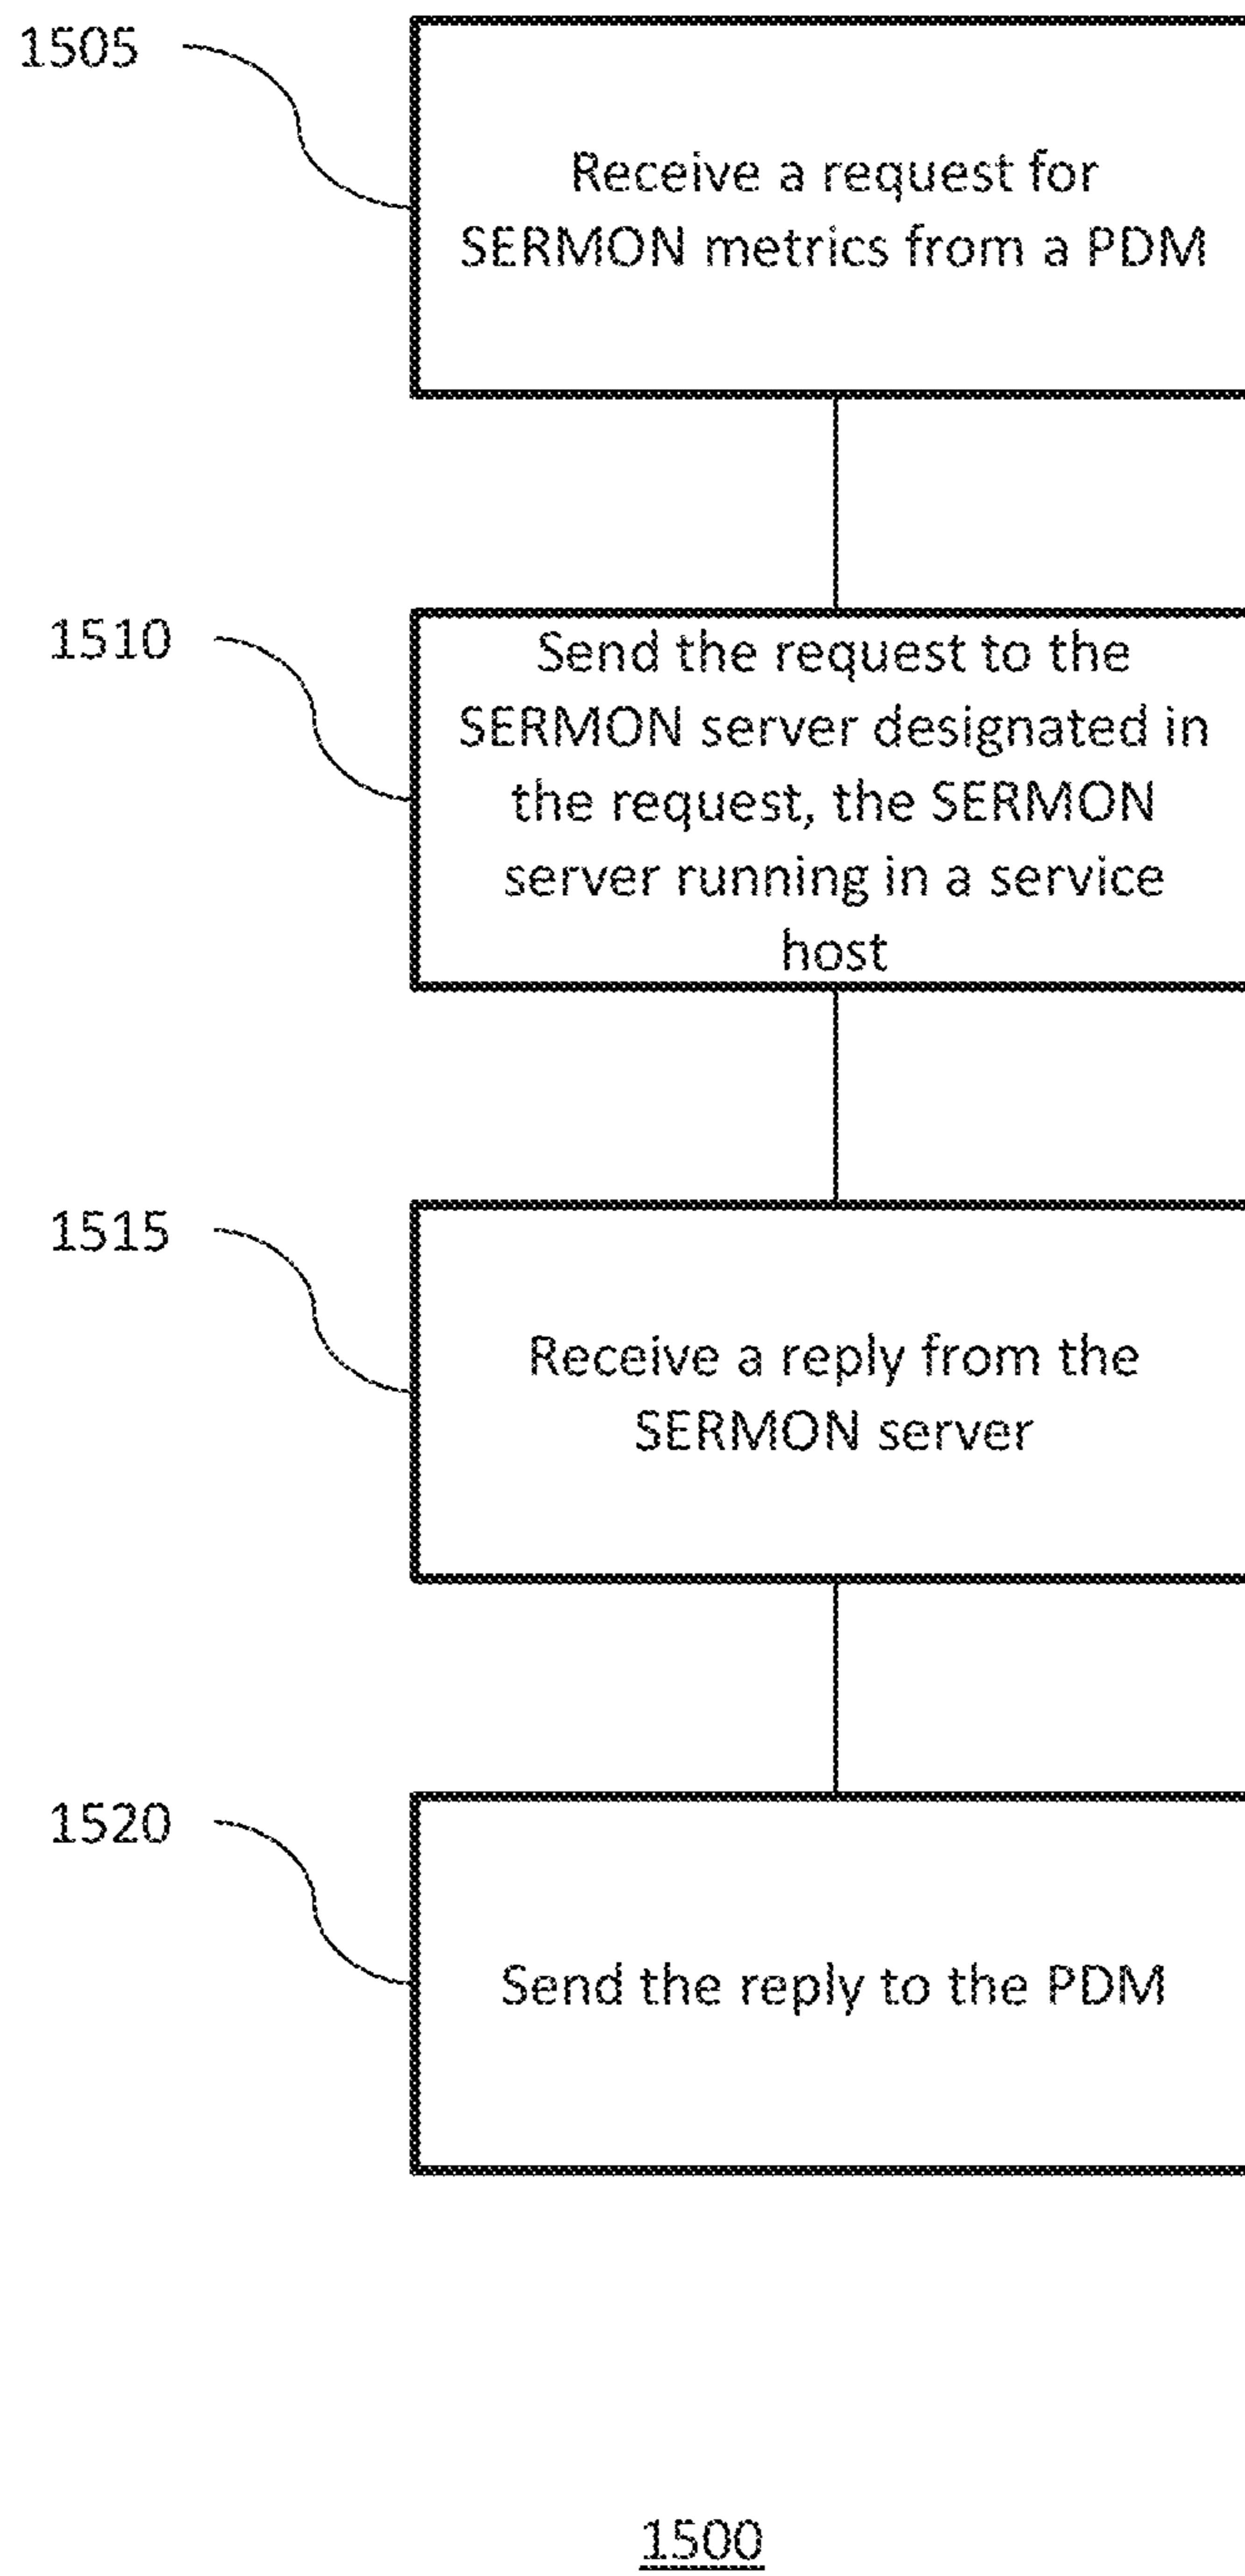 1505
Receive a request for
SERMON metrics from a PDM
1510
Send the request to the
SERMON server designated in
the request, the SERMON
server running in a service
host
1515
Receive a reply from the
SERMON server
1520
Send the reply to the PDM
1500